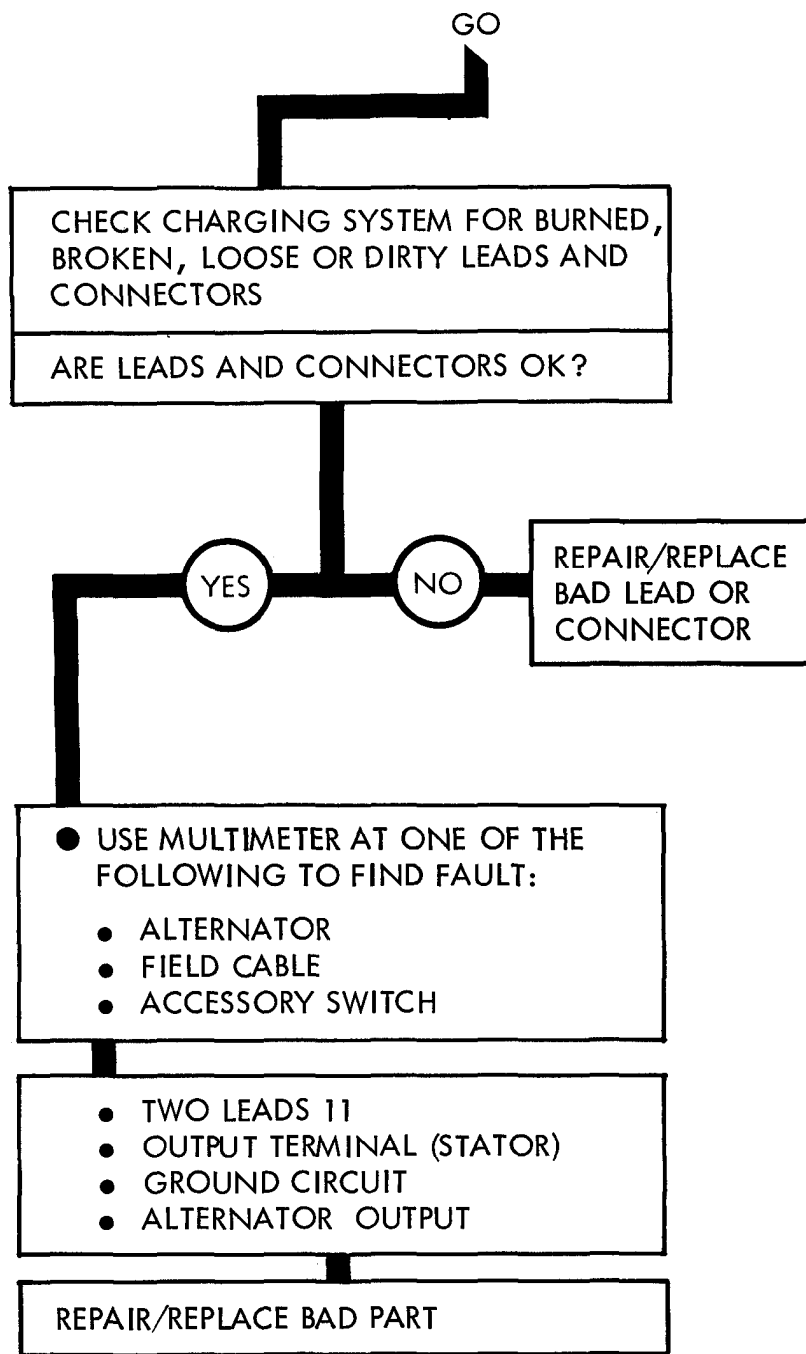 GO
CHECK CHARGING SYSTEM FOR BURNED,
BROKEN, LOOSE OR DIRTY LEADS AND
CONNECTORS
ARE LEADS AND CONNECTORS OK?
YES
NO
REPAIR/REPLACE
BAD LEAD OR
CONNECTOR
● USE MULTIMETER AT ONE OF THE
FOLLOWING TO FIND FAULT:
● ALTERNATOR
● FIELD CABLE
● ACCESSORY SWITCH
● TWO LEADS 11
● OUTPUT TERMINAL (STATOR)
● GROUND CIRCUIT
● ALTERNATOR OUTPUT
REPAIR/REPLACE BAD PART